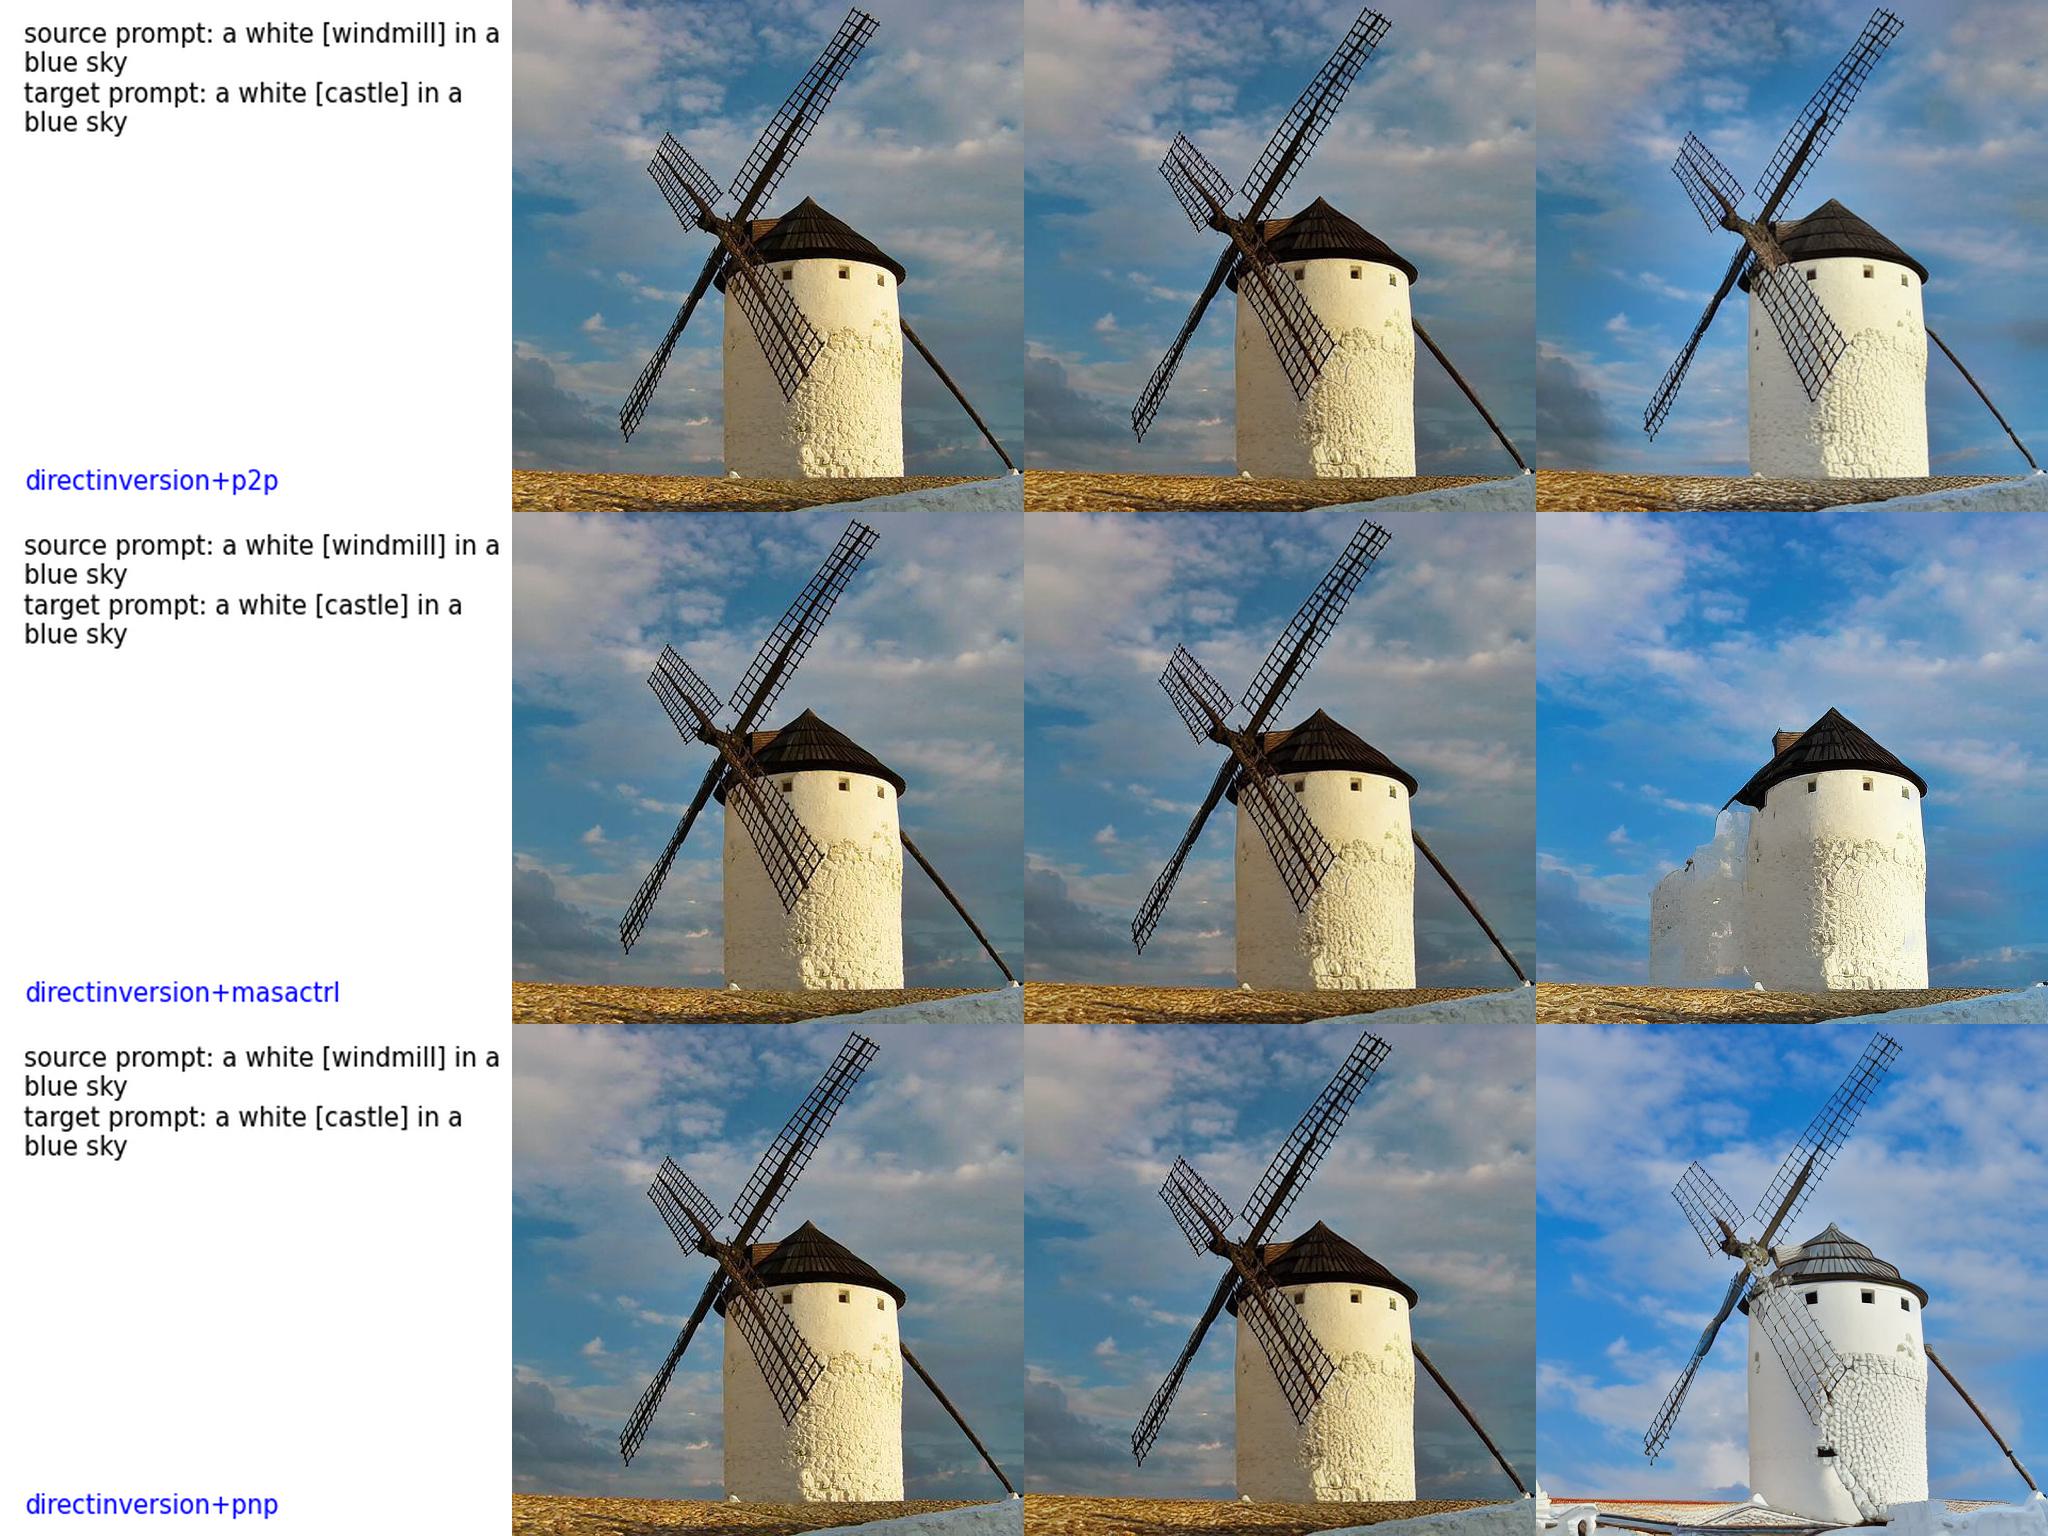 source prompt: a white [windmill] in a
blue sky
target prompt: a white [castle] in a
blue sky
directinversion+p2p
source prompt: a white [windmill] in a
blue sky
target prompt: a white [castle] in a
blue sky
directinversion+masactrl
source prompt: a white [windmill] in a
blue sky
target prompt: a white [castle] in a
blue sky
directinversion+pnp